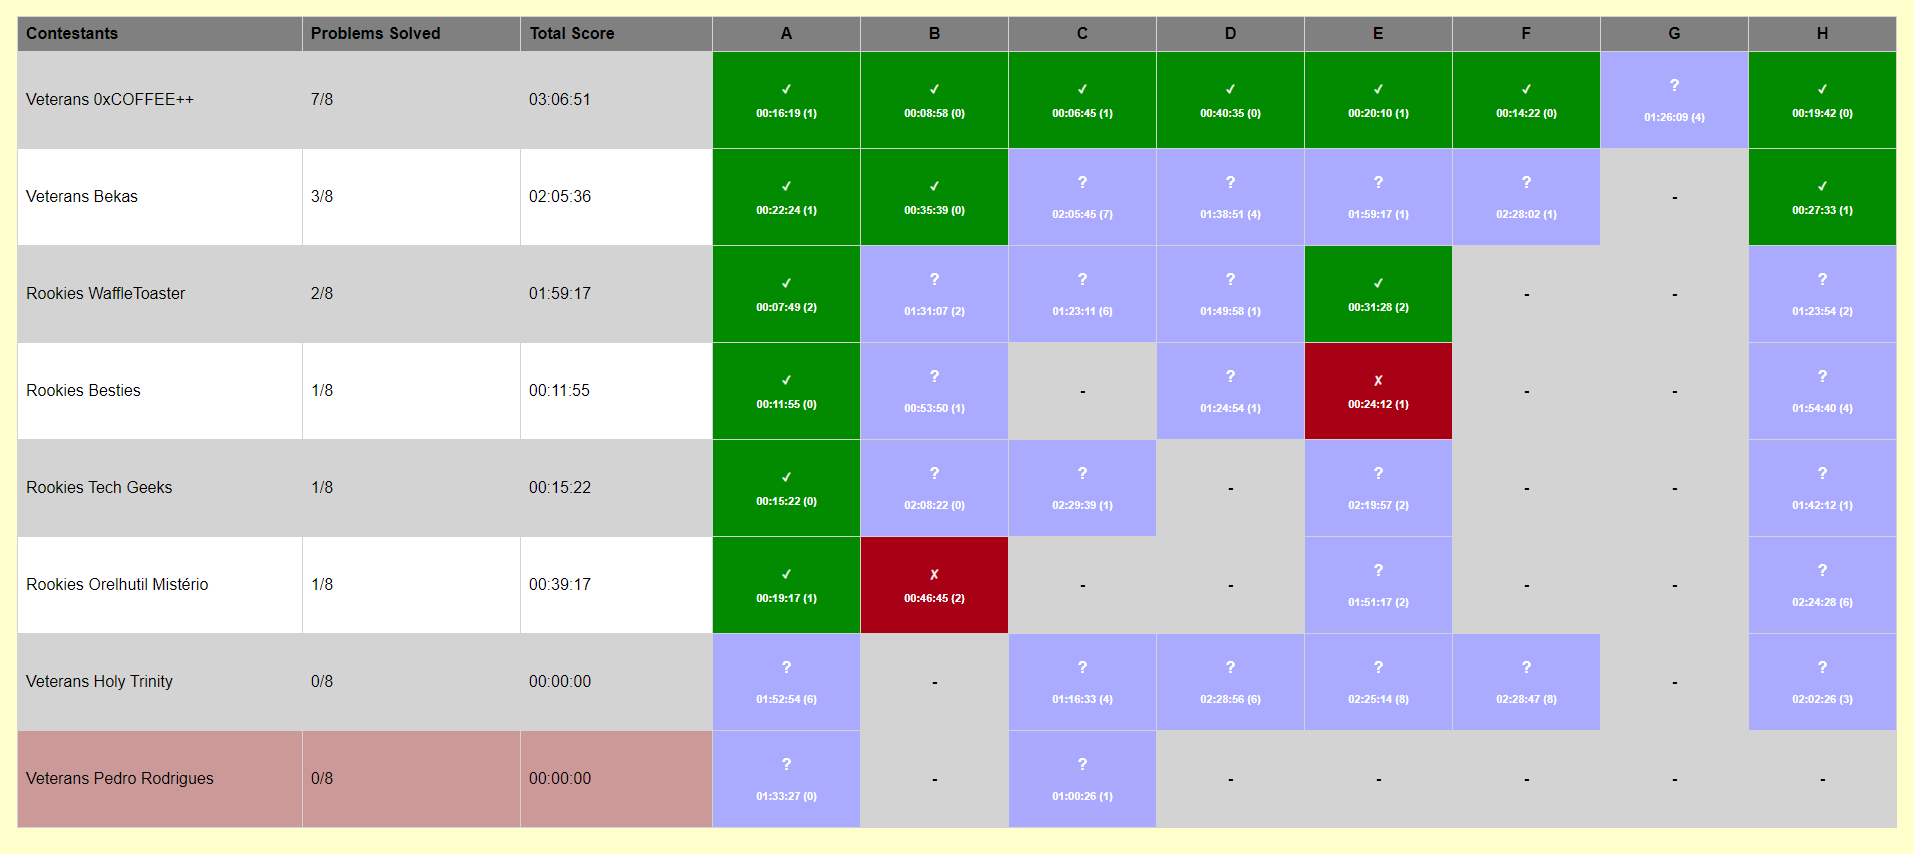 Contestants Problems Solved Total Score A B C D E F G H
Veterans 0xCOFFEE++ 7/8 03:06:51 ✓ ✓ ✓ ✓ ✓ ✓ ? ✓
00:16:19 (1) 00:08:58 (0) 00:06:45 (1) 00:40:35 (0) 00:20:10 (1) 00:14:22 (0) 01:26:09 (4) 00:19:42 (0)
Veterans Bekas 3/8 02:05:36 ✓ ✓ ? ? ? ? - ✓
00:22:24 (1) 00:35:39 (0) 02:05:45 (7) 01:38:51 (4) 01:59:17 (1) 02:28:02 (1) 00:27:33 (1)
Rookies WaffleToaster 2/8 01:59:17 ✓ ? ? ? ✓ - - ?
00:07:49 (2) 01:31:07 (2) 01:23:11 (6) 01:49:58 (1) 00:31:28 (2) 01:23:54 (2)
Rookies Besties 1/8 00:11:55 ✓ ? - ? ✗ - - ?
00:11:55 (0) 00:53:50 (1) 01:24:54 (1) 00:24:12 (1) 01:54:40 (4)
Rookies Tech Geeks 1/8 00:15:22 ✓ ? ? - ? - - ?
00:15:22 (0) 02:08:22 (0) 02:29:39 (1) 02:19:57 (2) 01:42:12 (1)
Rookies Orelhutil Mistério 1/8 00:39:17 ✓ ✗ - - ? - - ?
00:19:17 (1) 00:46:45 (2) 01:51:17 (2) 02:24:28 (6)
Veterans Holy Trinity 0/8 00:00:00 ? - ? ? ? ? - ?
01:52:54 (6) 01:16:33 (4) 02:28:56 (6) 02:25:14 (8) 02:28:47 (8) 02:02:26 (3)
Veterans Pedro Rodrigues 0/8 00:00:00 ? - ? - - - - -
01:33:27 (0) 01:00:26 (1)